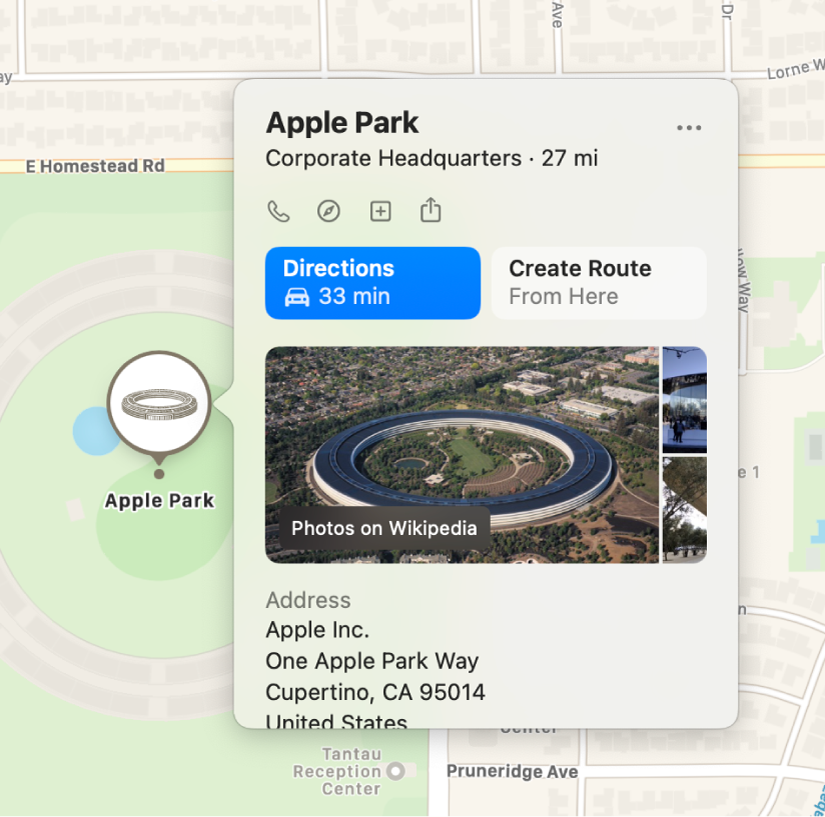 Ave
Dr
Lorne W
ay
E Homestead Rd
Apple Park
Corporate Headquarters · 27 mi
Directions
33 min
Create Route
From Here
Photos on Wikipedia
Apple Park
Address
Apple Inc.
One Apple Park Way
Cupertino, CA 95014
United States
ow Way
e 1
n
Center
Tantau
Reception
Center
Pruneridge Ave